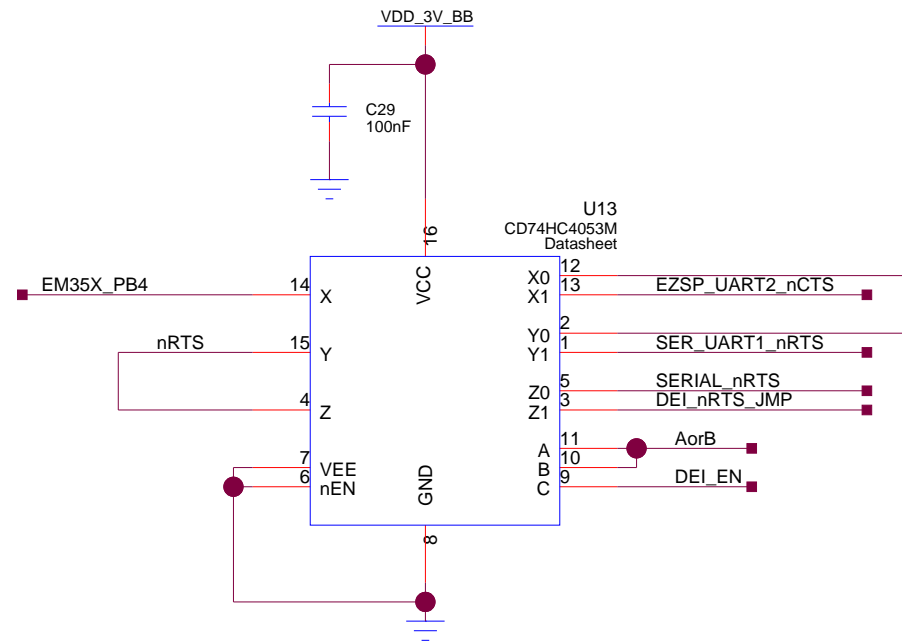 VDD_3V_BB
C29
100nF
U13
CD74HC4053M
Datasheet
16
VCC
EM35X_PB4
14
X
nRTS
15
Y
4
Z
7
VEE
6
nEN
GND
8
X0
12
X1
13
EZSP_UART2_nCTS
Y0
2
Y1
1
SER_UART1_nRTS
Z0
5
SERIAL_nRTS
Z1
3
DEI_nRTS_JMP
A
11
AorB
B
10
C
9
DEI_EN